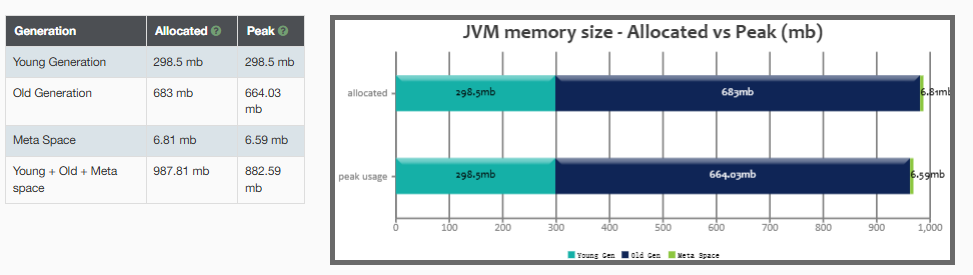 Generation Allocated ? Peak ?
Young Generation 298.5 mb 298.5 mb
Old Generation 683 mb 664.03
mb
Meta Space 6.81 mb 6.59 mb
Young + Old + Meta 987.81 mb 882.59
space mb
JVM memory size - Allocated vs Peak (mb)
allocated 298.5mb 683mb 6.81mb
peak usage 298.5mb 664.03mb 6.59mb
0 100 200 300 400 500 600 700 800 900 1,000
Young Gen Old Gen Meta Space